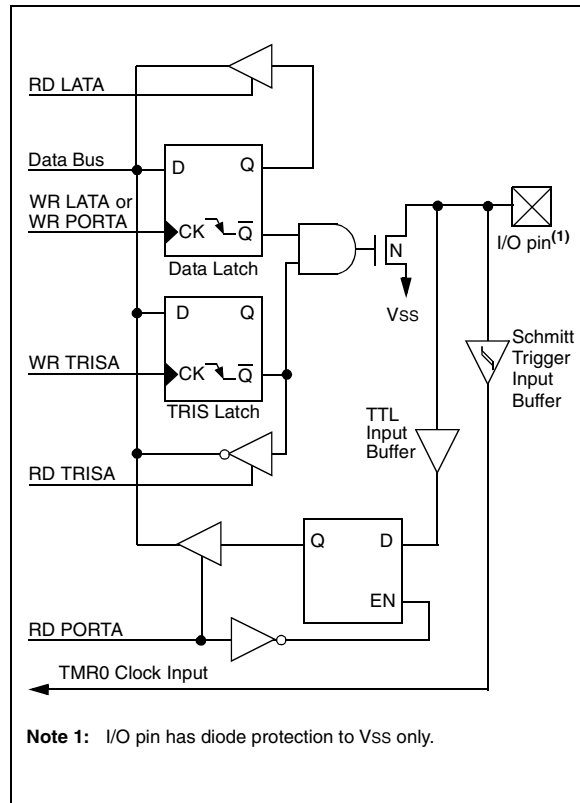 RD LATA
Data Bus
D
Q
WR LATA or
WR PORTA
CK
Q̅
Data Latch
N
I/O pin(1)
VSS
D
Q
WR TRISA
CK
Q̅
TRIS Latch
Schmitt
Trigger
Input
Buffer
TTL
Input
Buffer
RD TRISA
Q
D
EN
RD PORTA
TMR0 Clock Input
Note 1: I/O pin has diode protection to VSS only.